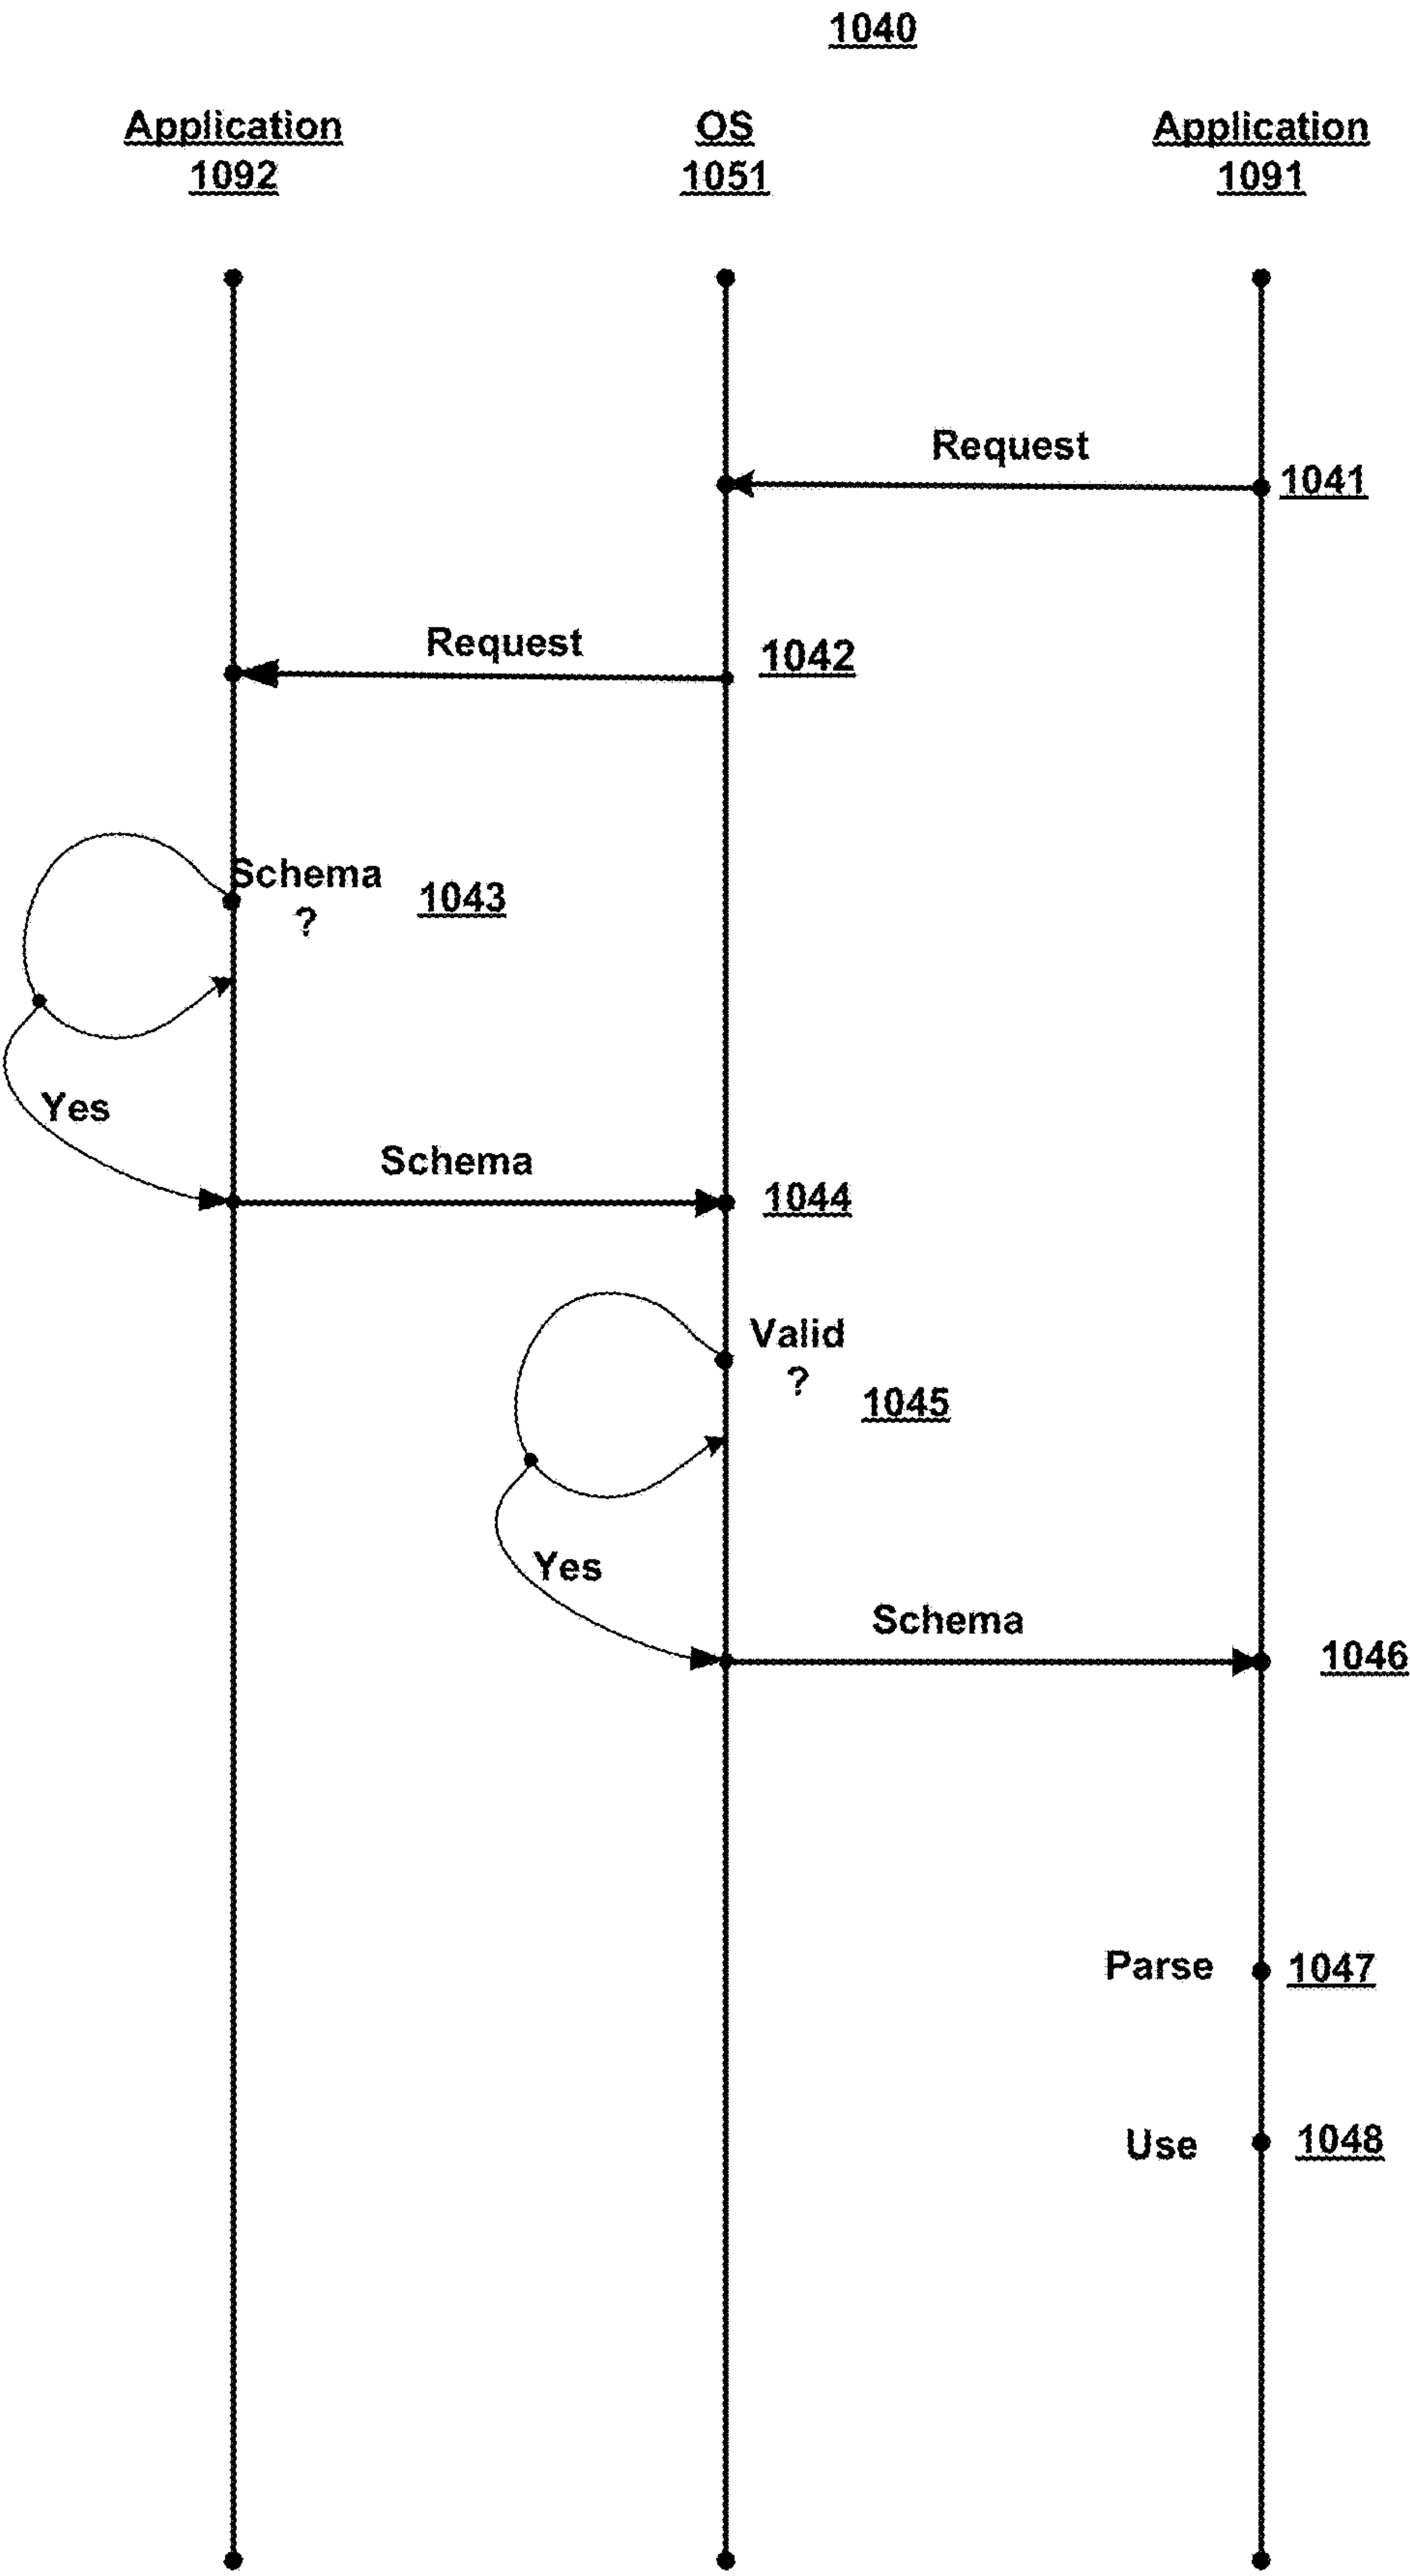 1040
Application
1092
OS
1051
Application
1091
Request
1041
Request
1042
Schema
?
1043
Yes
Schema
1044
Valid
?
1045
Yes
Schema
1046
Parse
1047
Use
1048